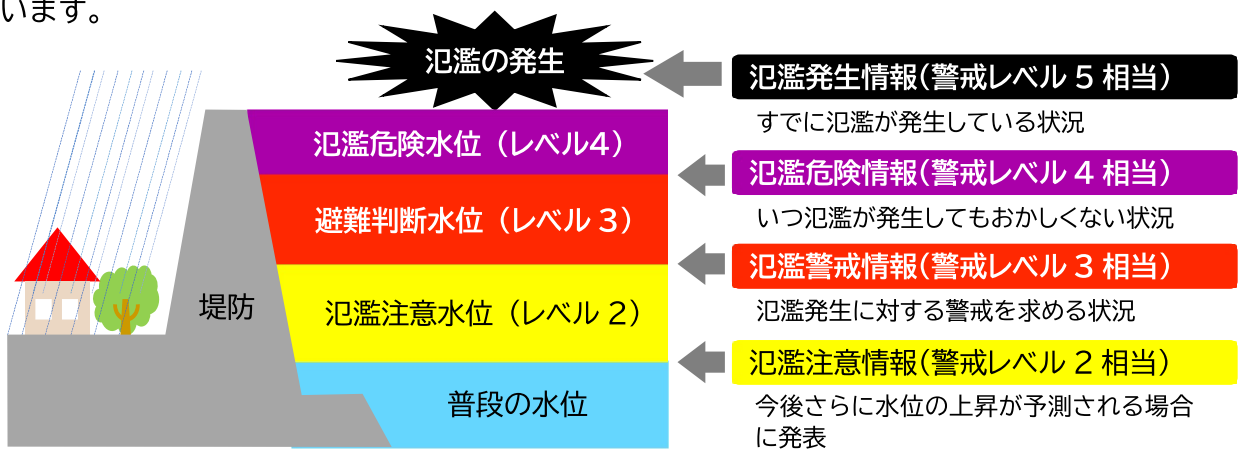 います。
氾濫の発生
氾濫危険水位（レベル4）
避難判断水位（レベル 3）
氾濫注意水位（レベル 2）
普段の水位
堤防
氾濫発生情報（警戒レベル 5 相当）
すでに氾濫が発生している状況
氾濫危険情報（警戒レベル 4 相当）
いつ氾濫が発生してもおかしくない状況
氾濫警戒情報（警戒レベル 3 相当）
氾濫発生に対する警戒を求める状況
氾濫注意情報（警戒レベル 2 相当）
今後さらに水位の上昇が予測される場合
に発表